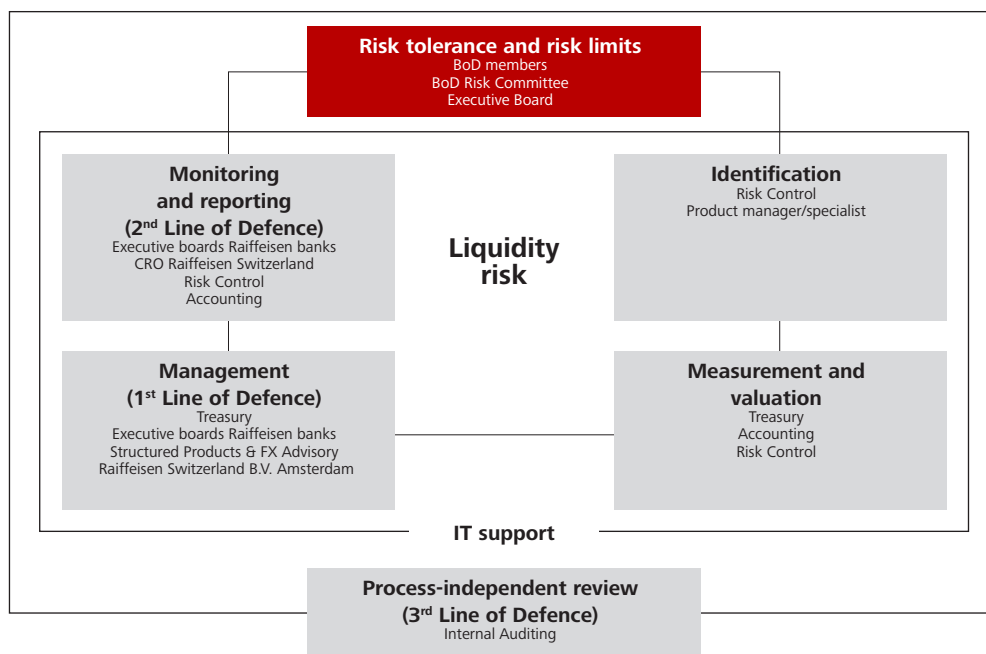 Risk tolerance and risk limits
BoD members
BoD Risk Committee
Executive Board
Monitoring
and reporting
(2nd Line of Defence)
Executive boards Raiffeisen banks
CRO Raiffeisen Switzerland
Risk Control
Accounting
Identification
Risk Control
Product manager/specialist
Liquidity
risk
Management
(1st Line of Defence)
Treasury
Executive boards Raiffeisen banks
Structured Products & FX Advisory
Raiffeisen Switzerland B.V. Amsterdam
Measurement and
valuation
Treasury
Accounting
Risk Control
IT support
Process-independent review
(3rd Line of Defence)
Internal Auditing